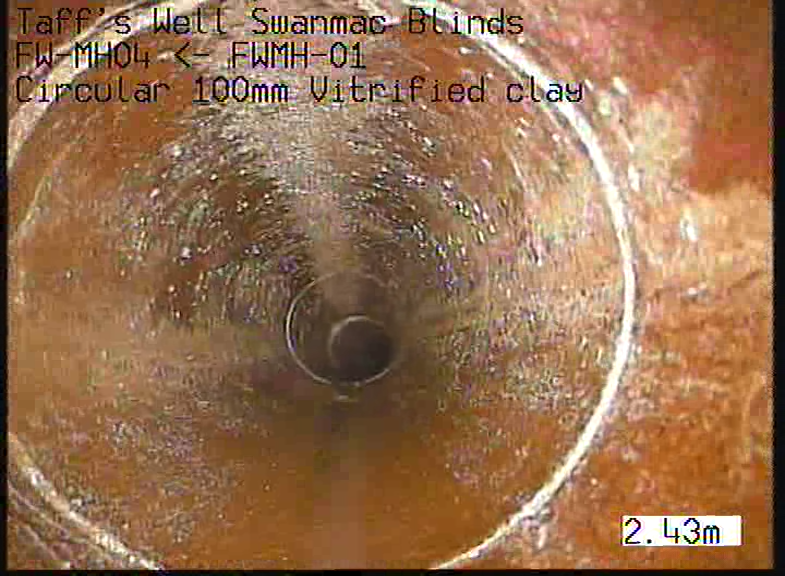 Taff's Well Swanmac Blinds
FW-MH04 <- FWMH-01
Circular 100mm Vitrified clay
2.43m